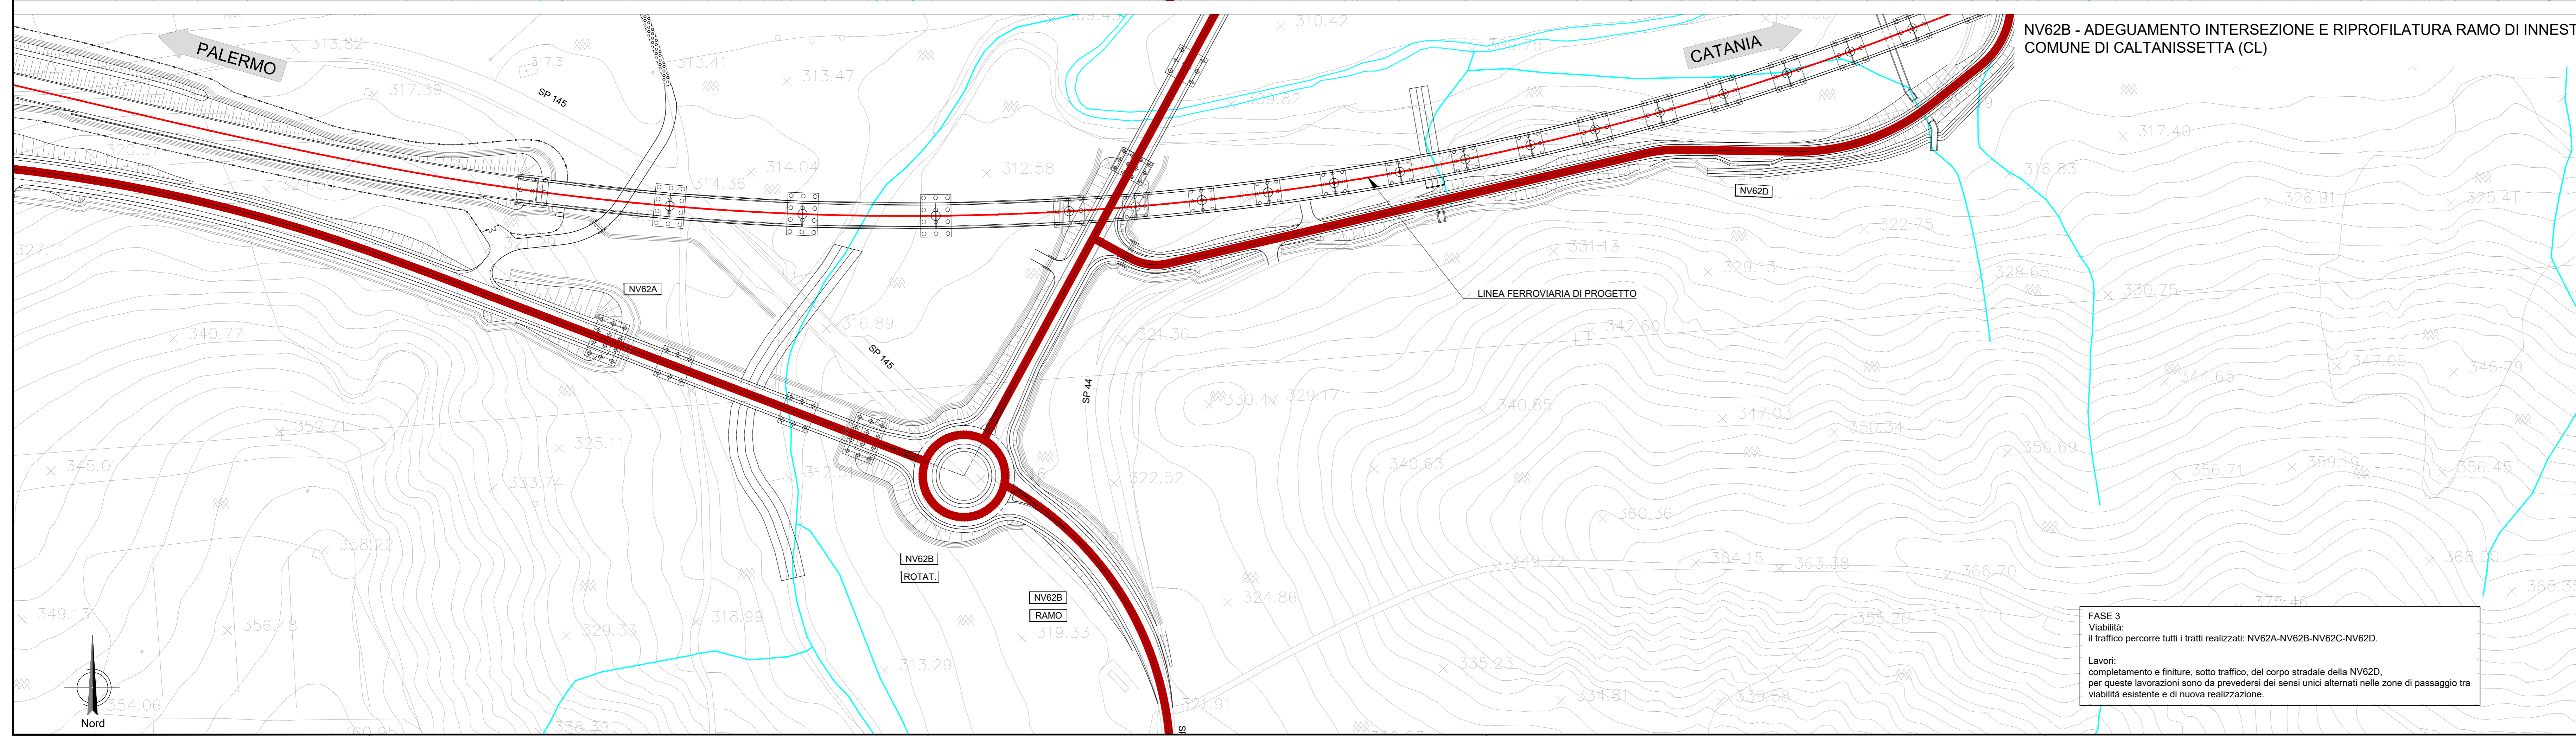 NV62B - ADEGUAMENTO INTERSEZIONE E RIPROFILATURA RAMO DI INNEST
COMUNE DI CALTANISSETTA (CL)
PALERMO
CATANIA
310.42
313.82
317.3
313.41
313.47
317.39
SP 145
309.82
317.40
314.04
312.58
314.36
316.83
NV62D
326.91
325.41
322.75
327.11
331.13
329.13
328.65
NV62A
LINEA FERROVIARIA DI PROGETTO
330.75
316.89
342.60
340.77
321.36
SP 145
347.05
346.79
344.65
SP 44
330.47
329.17
340.85
347.03
350.34
352.71
325.11
356.69
345.01
340.63
359.19
356.45
356.71
333.74
322.52
360.36
358.22
NV62B
ROTAT.
349.72
364.15
363.38
366.70
368.00
NV62B
RAMO
324.86
375.46
349.13
318.99
356.48
329.33
319.33
355.20
313.29
335.23
334.81
339.58
354.06
321.91
338.39
Nord
FASE 3
Viabilità:
il traffico percorre tutti i tratti realizzati: NV62A-NV62B-NV62C-NV62D.
Lavori:
completamento e finiture, sotto traffico, del corpo stradale della NV62D,
per queste lavorazioni sono da prevedersi dei sensi unici alternati nelle zone di passaggio tra
viabilità esistente e di nuova realizzazione.